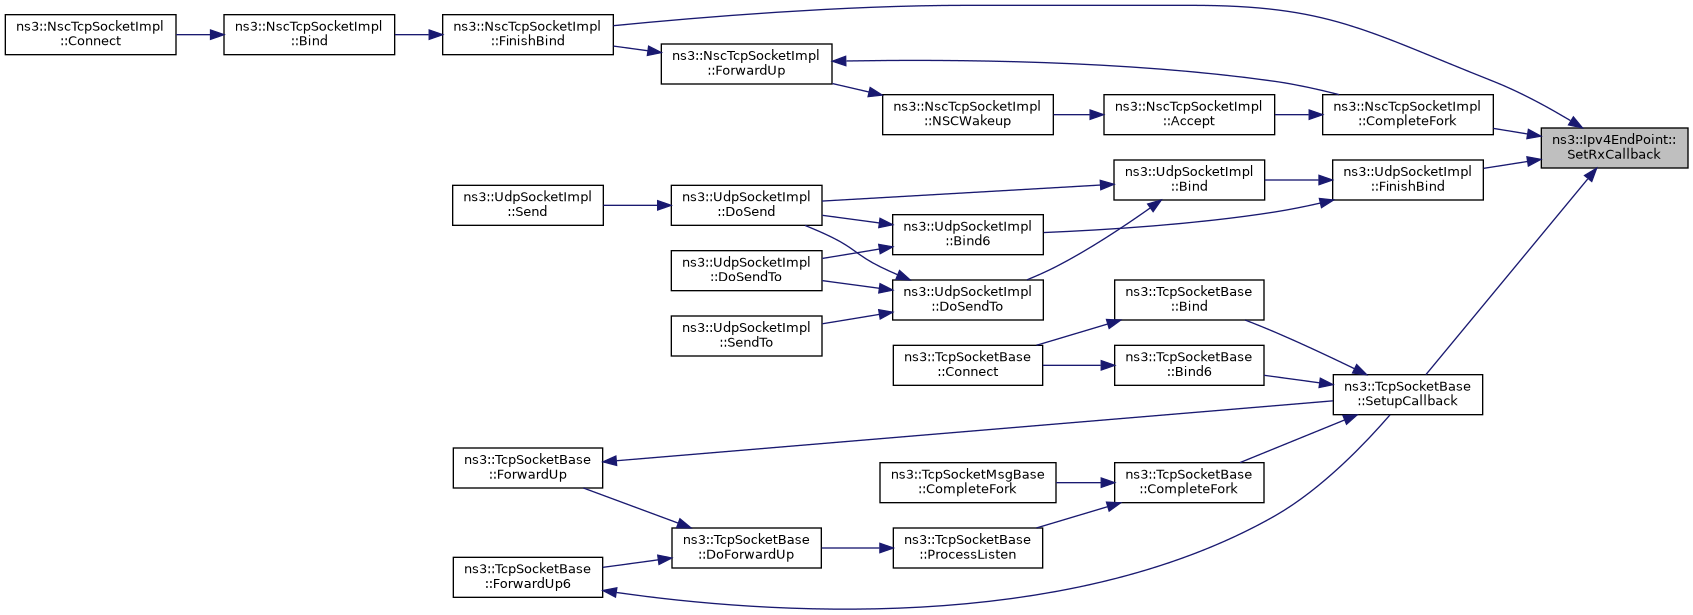 ns3::NscTcpSocketImpl
::Connect
ns3::NscTcpSocketImpl
::Bind
ns3::NscTcpSocketImpl
::FinishBind
ns3::NscTcpSocketImpl
::ForwardUp
ns3::NscTcpSocketImpl
::NSCWakeup
ns3::NscTcpSocketImpl
::Accept
ns3::NscTcpSocketImpl
::CompleteFork
ns3::Ipv4EndPoint::
SetRxCallback
ns3::UdpSocketImpl
::Send
ns3::UdpSocketImpl
::DoSend
ns3::UdpSocketImpl
::Bind
ns3::UdpSocketImpl
::FinishBind
ns3::UdpSocketImpl
::Bind6
ns3::UdpSocketImpl
::DoSendTo
ns3::UdpSocketImpl
::DoSendTo
ns3::UdpSocketImpl
::SendTo
ns3::TcpSocketBase
::Bind
ns3::TcpSocketBase
::Connect
ns3::TcpSocketBase
::Bind6
ns3::TcpSocketBase
::SetupCallback
ns3::TcpSocketBase
::ForwardUp
ns3::TcpSocketMsgBase
::CompleteFork
ns3::TcpSocketBase
::CompleteFork
ns3::TcpSocketBase
::DoForwardUp
ns3::TcpSocketBase
::ProcessListen
ns3::TcpSocketBase
::ForwardUp6